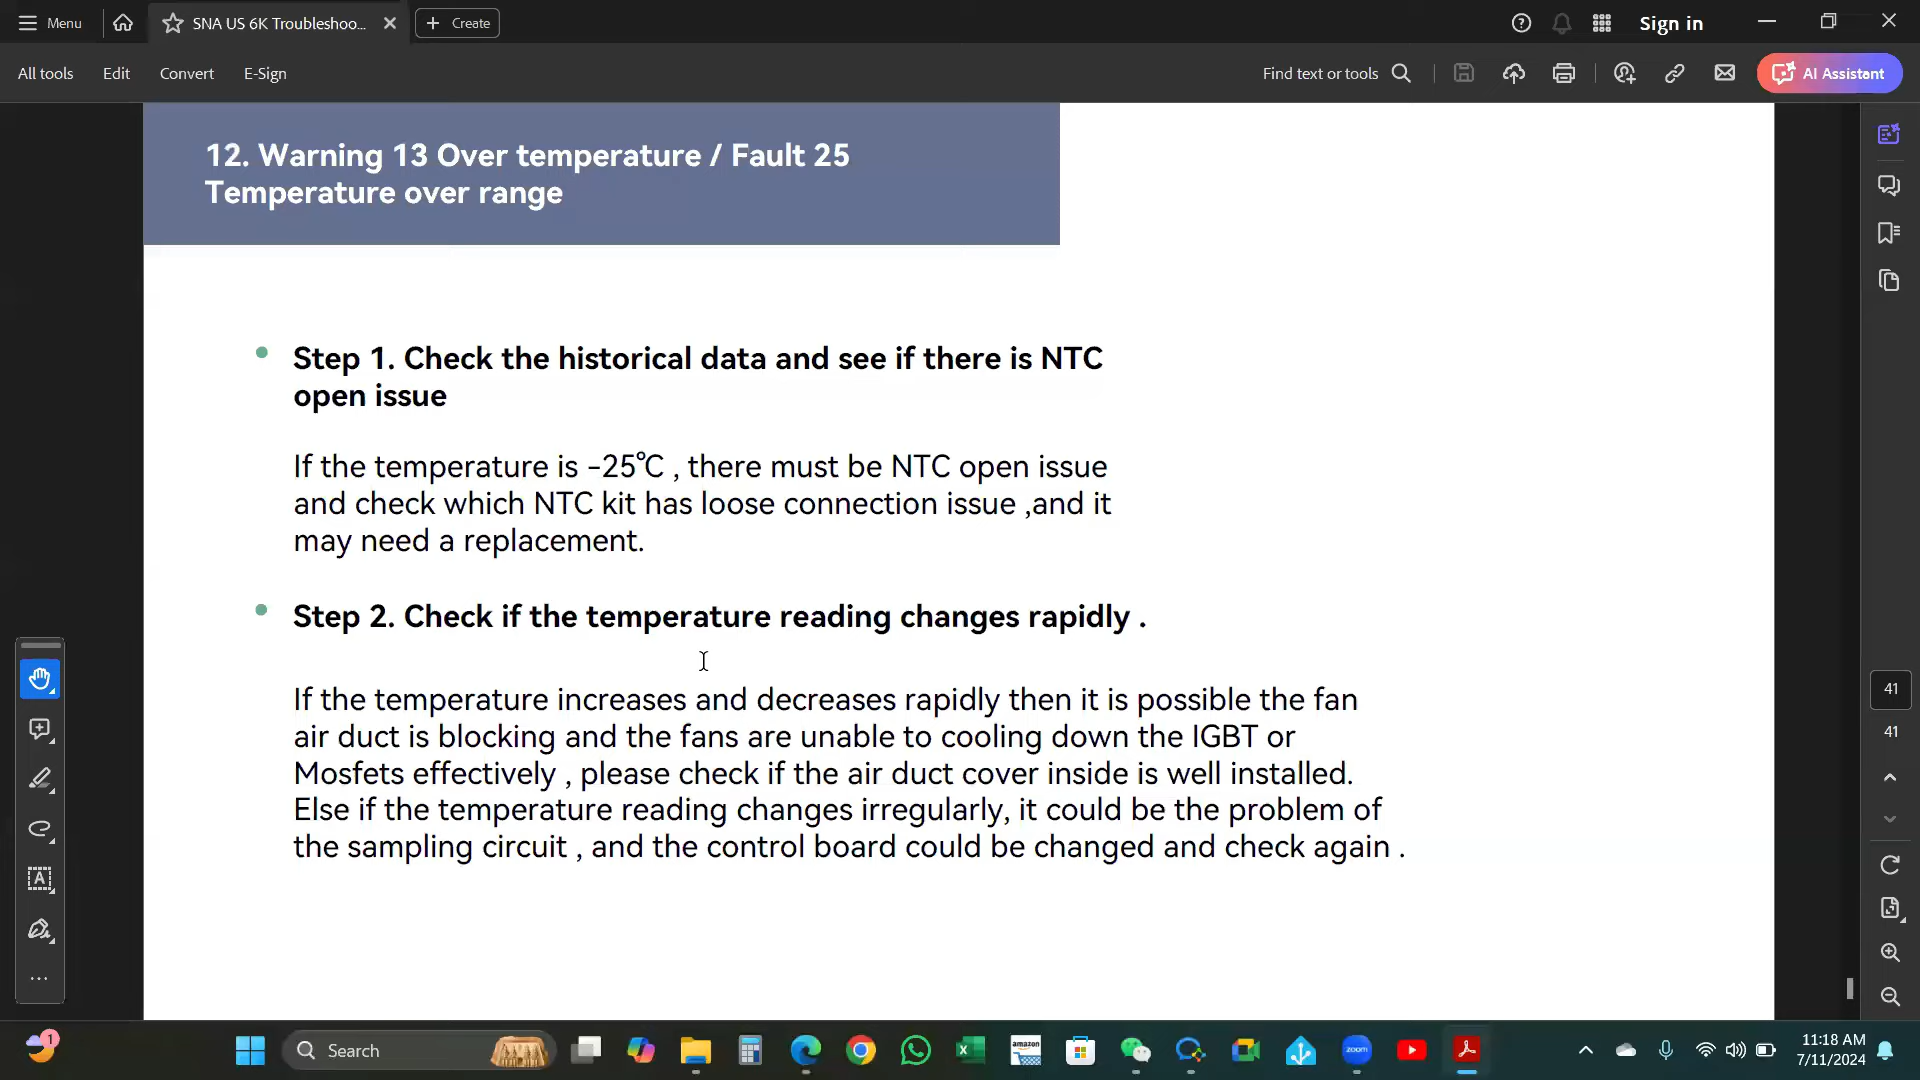 Menu
SNA US 6K Troubleshoo...
Create
Sign in
All tools
Edit
Convert
E-Sign
Find text or tools
AI Assistant
12. Warning 13 Over temperature / Fault 25
Temperature over range
Step 1. Check the historical data and see if there is NTC
open issue
If the temperature is -25℃ , there must be NTC open issue
and check which NTC kit has loose connection issue ,and it
may need a replacement.
Step 2. Check if the temperature reading changes rapidly .
If the temperature increases and decreases rapidly then it is possible the fan
air duct is blocking and the fans are unable to cooling down the IGBT or
Mosfets effectively , please check if the air duct cover inside is well installed.
Else if the temperature reading changes irregularly, it could be the problem of
the sampling circuit , and the control board could be changed and check again .
41
41
1
Search
amazon
zoom
11:18 AM
7/11/2024